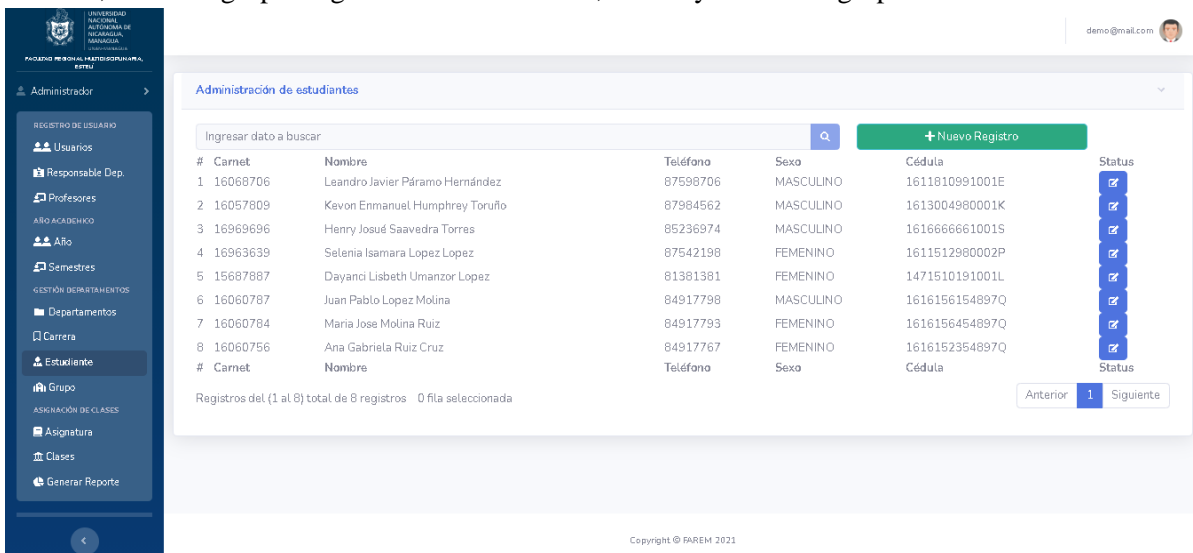 UNIVERSIDAD
NACIONAL
AUTÓNOMA DE
NICARAGUA,
MANAGUA
FACULTAD REGIONAL MULTIDISCIPLINARIA,
ESTELÍ
demo@mail.com
Administrador
REGISTRO DE USUARIO
Usuarios
Responsable Dep.
Profesores
AÑO ACADEMICO
Año
Semestres
GESTIÓN DEPARTAMENTOS
Departamentos
Carrera
Estudiante
Grupo
ASIGNACIÓN DE CLASES
Asignatura
Clases
Generar Reporte
Administración de estudiantes
Ingresar dato a buscar
+ Nuevo Registro
# Carnet Nombre Teléfono Sexo Cédula Status
1 16068706 Leandro Javier Páramo Hernández 87598706 MASCULINO 1611810991001E
2 16057809 Kevon Enmanuel Humphrey Toruño 87984562 MASCULINO 1613004980001K
3 16969696 Henry Josué Saavedra Torres 85236974 MASCULINO 1616666661001S
4 16963639 Selenia Isamara Lopez Lopez 87542198 FEMENINO 1611512980002P
5 15687887 Dayanci Lisbeth Umanzor Lopez 81381381 FEMENINO 1471510191001L
6 16060787 Juan Pablo Lopez Molina 84917798 MASCULINO 1616156154897Q
7 16060784 Maria Jose Molina Ruiz 84917793 FEMENINO 1616156454897Q
8 16060756 Ana Gabriela Ruiz Cruz 84917767 FEMENINO 1616152354897Q
# Carnet Nombre Teléfono Sexo Cédula Status
Registros del (1 al 8) total de 8 registros 0 fila seleccionada
Anterior 1 Siguiente
Copyright © FAREM 2021